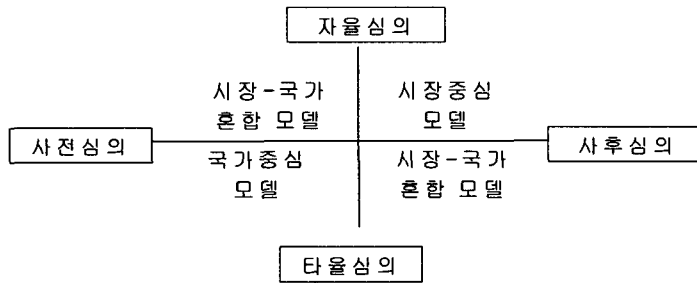 자율심의
시장-국가 시장중심
혼합 모델 모델
사전심의 사후심의
국가중심 시장-국가
모델 혼합 모델
타율심의